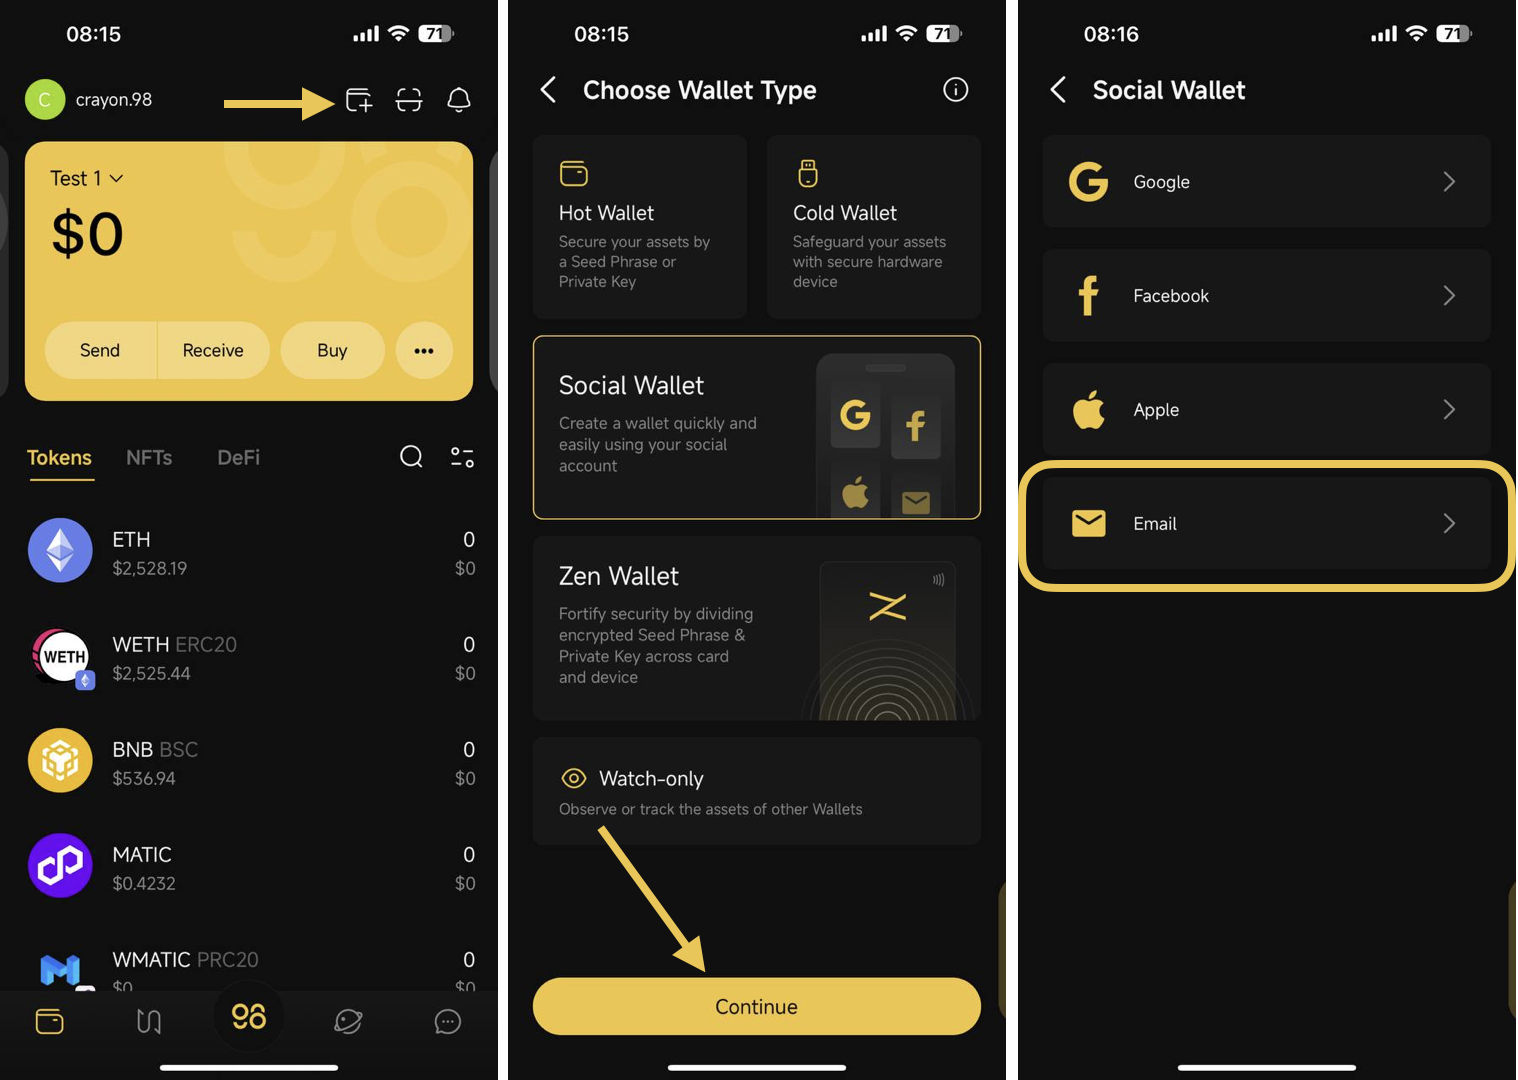 08:15
71
C
crayon.98
Test 1
$0
Send
Receive
Buy
Tokens
NFTs
DeFi
ETH
0
$2,528.19
$0
WETH
WETH ERC20
0
$2,525.44
$0
BNB BSC
0
$536.94
$0
MATIC
0
$0.4232
$0
WMATIC PRC20
0
$0
$0
98
08:15
71
Choose Wallet Type
Hot Wallet
Secure your assets by
a Seed Phrase or
Private Key
Cold Wallet
Safeguard your assets
with secure hardware
device
Social Wallet
Create a wallet quickly and
easily using your social
account
Zen Wallet
Fortify security by dividing
encrypted Seed Phrase &
Private Key across card
and device
Watch-only
Observe or track the assets of other Wallets
Continue
08:16
71
Social Wallet
Google
Facebook
Apple
Email